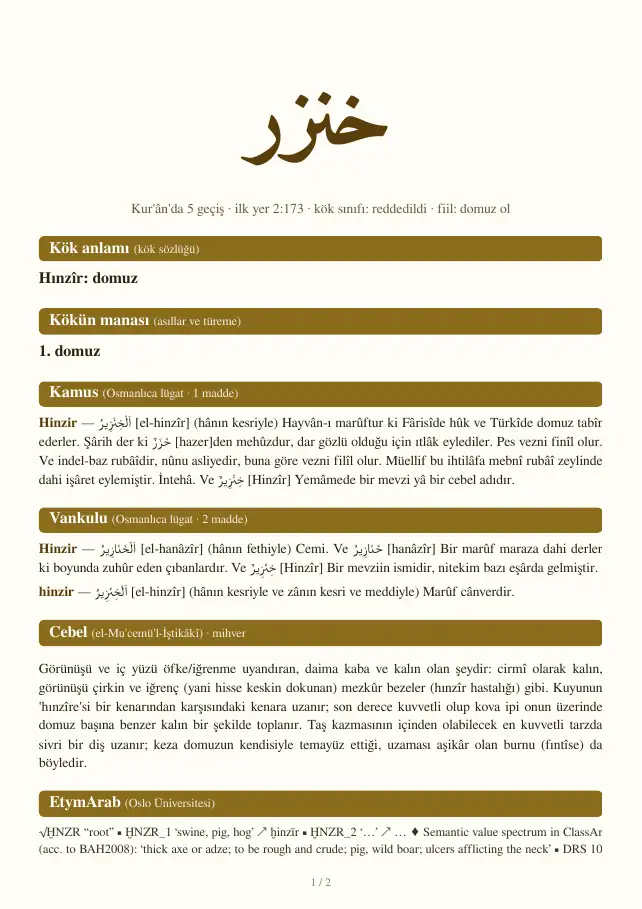 خنزر
Kur'ân'da 5 geçiş · ilk yer 2:173 · kök sınıfı: reddedildi · fiil: domuz ol
Kök anlamı (kök sözlüğü)
Hınzîr: domuz
Kökün manası (asıllar ve türeme)
1. domuz
Kamus (Osmanlıca lügat · 1 madde)
Hinzir — اَلْخِنْزِيرُ [el-hinzîr] (hânın kesriyle) Hayvân-ı marûftur ki Fârisîde hûk ve Türkîde domuz tabîr
ederler. Şârih der ki خَزَرٌ [hazer]den mehûzdur, dar gözlü olduğu için ıtlâk eylediler. Pes vezni finîl olur.
Ve indel-baz rubâîdir, nûnu asliyedir, buna göre vezni filîl olur. Müellif bu ihtilâfa mebnî rubâî zeylinde
dahi işâret eylemiştir. İntehâ. Ve خِنْزِيرٌ [Hinzîr] Yemâmede bir mevzi yâ bir cebel adıdır.
Vankulu (Osmanlıca lügat · 2 madde)
Hinzir — اَلْخَنَازِيرُ [el-hanâzîr] (hânın fethiyle) Cemi. Ve خَنَازِيرُ [hanâzîr] Bir marûf maraza dahi derler
ki boyunda zuhûr eden çıbanlardır. Ve خِنْزِيرٌ [Hinzîr] Bir mevziin ismidir, nitekim bazı eşârda gelmiştir.
hinzir — اَلْخِنْزِيرُ [el-hinzîr] (hânın kesriyle ve zânın kesri ve meddiyle) Marûf cânverdir.
Cebel (el-Mu'cemü'l-İştikâkî) · mihver
Görünüşü ve iç yüzü öfke/iğrenme uyandıran, daima kaba ve kalın olan şeydir: cirmî olarak kalın,
görünüşü çirkin ve iğrenç (yani hisse keskin dokunan) mezkûr bezeler (hınzîr hastalığı) gibi. Kuyunun
'hınzîre'si bir kenarından karşısındaki kenara uzanır; son derece kuvvetli olup kova ipi onun üzerinde
domuz başına benzer kalın bir şekilde toplanır. Taş kazmasının içinden olabilecek en kuvvetli tarzda
sivri bir diş uzanır; keza domuzun kendisiyle temayüz ettiği, uzaması aşikâr olan burnu (fıntîse) da
böyledir.
EtymArab (Oslo Üniversitesi)
√ḪNZR “root” ▪ ḪNZR_1 ‘swine, pig, hog’ ↗ ḫinzīr ▪ ḪNZR_2 ‘…’ ↗ … ♦ Semantic value spectrum in ClassAr
(acc. to BAH2008): ‘thick axe or adze; to be rough and crude; pig, wild boar; ulcers afflicting the neck’ ▪ DRS 10
1 / 2